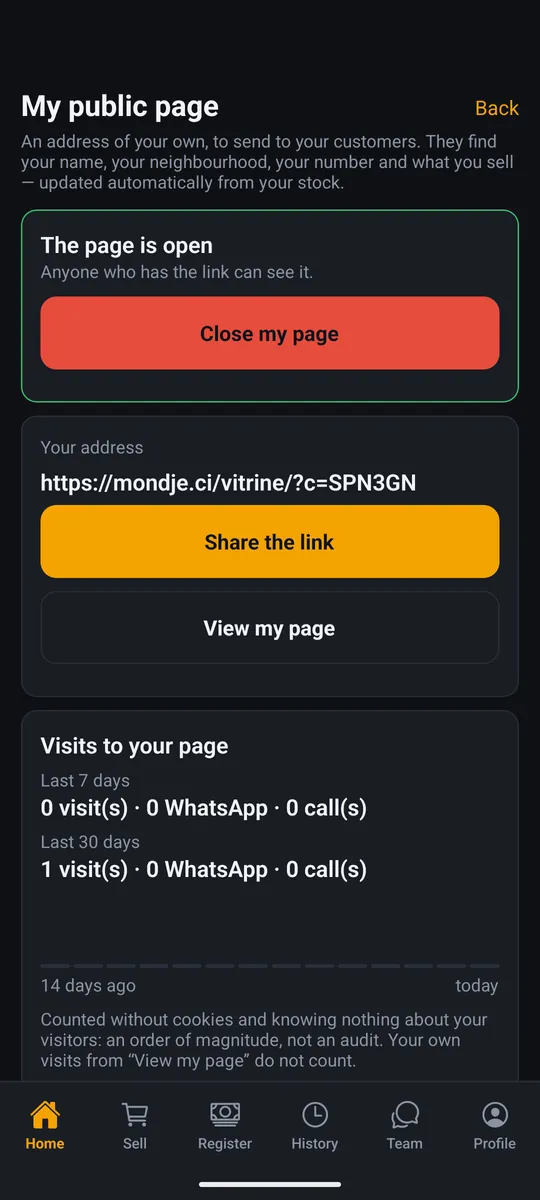 My public page
Back
An address of your own, to send to your customers. They find
your name, your neighbourhood, your number and what you sell
— updated automatically from your stock.
The page is open
Anyone who has the link can see it.
Close my page
Your address
https://mondje.ci/vitrine/?c=SPN3GN
Share the link
View my page
Visits to your page
Last 7 days
0 visit(s) · 0 WhatsApp · 0 call(s)
Last 30 days
1 visit(s) · 0 WhatsApp · 0 call(s)
14 days ago
today
Counted without cookies and knowing nothing about your
visitors: an order of magnitude, not an audit. Your own
visits from “View my page” do not count.
Home
Sell
Register
History
Team
Profile